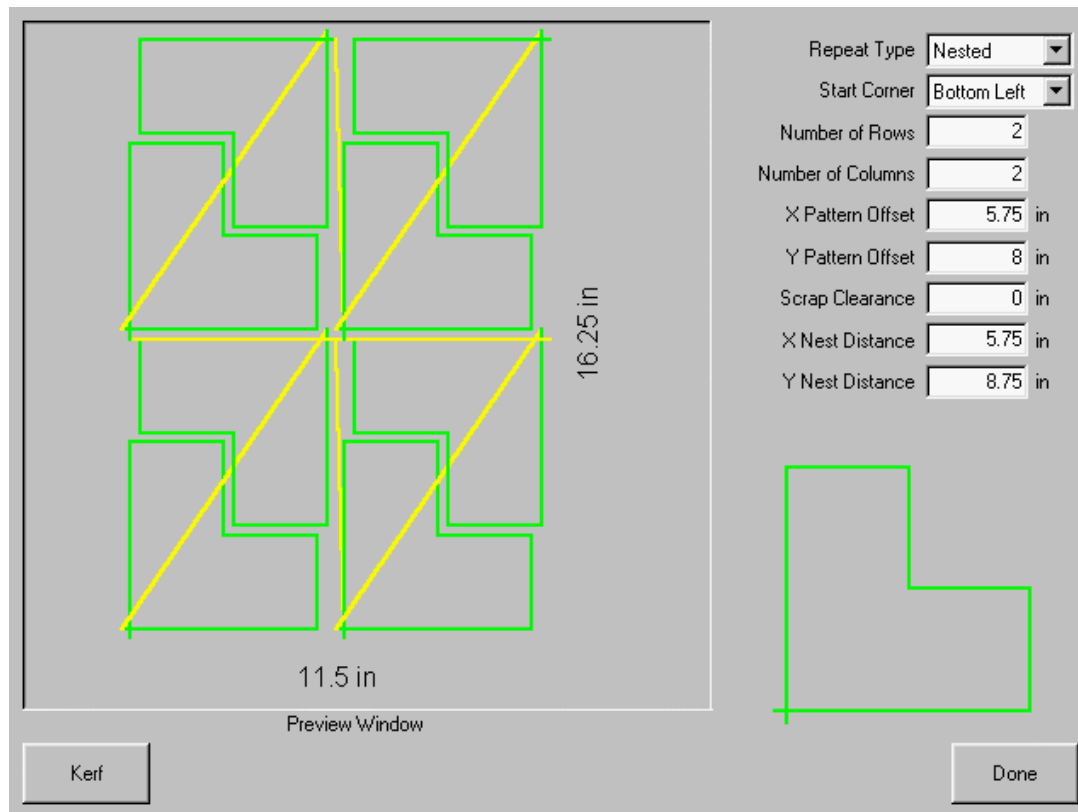 Repeat Type Nested
Start Corner Bottom Left
Number of Rows 2
Number of Columns 2
X Pattern Offset 5.75 in
Y Pattern Offset 8 in
Scrap Clearance 0 in
X Nest Distance 5.75 in
Y Nest Distance 8.75 in
16.25 in
11.5 in
Preview Window
Kerf
Done